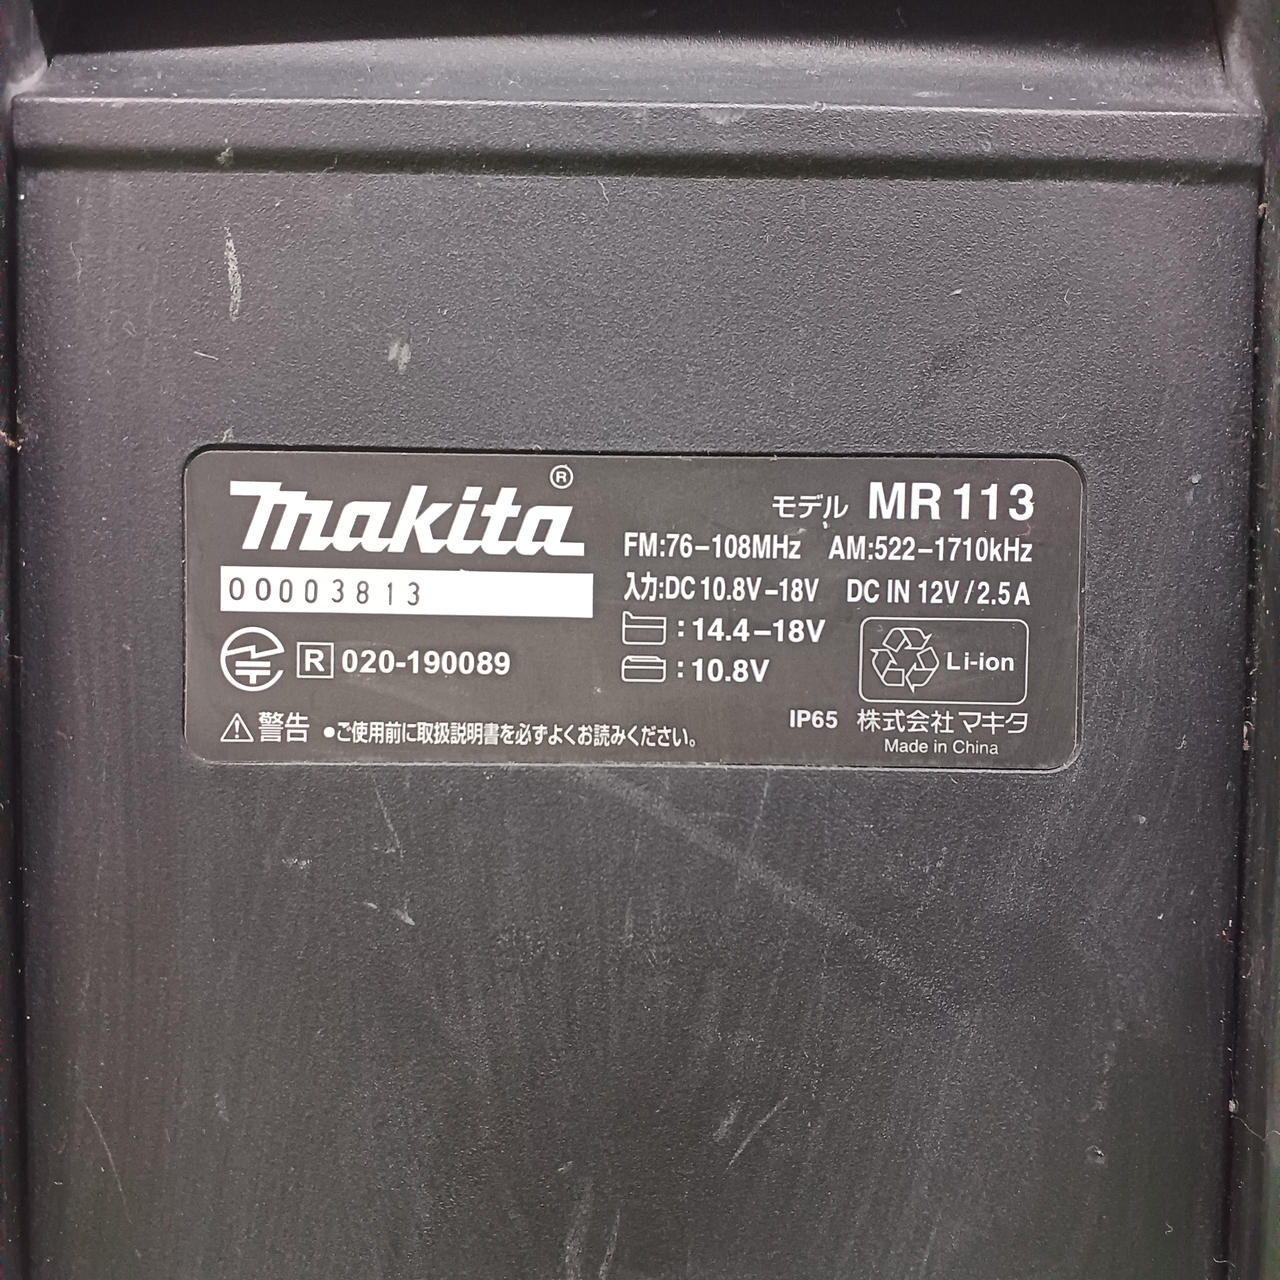 makita®
00003813
R 020-190089
⚠警告 ●ご使用前に取扱説明書を必ずよくお読みください。
モデル MR113
FM:76-108MHz AM:522-1710kHz
入力:DC 10.8V-18V DC IN 12V/2.5A
:14.4-18V
:10.8V
Li-ion
IP65 株式会社マキタ
Made in China